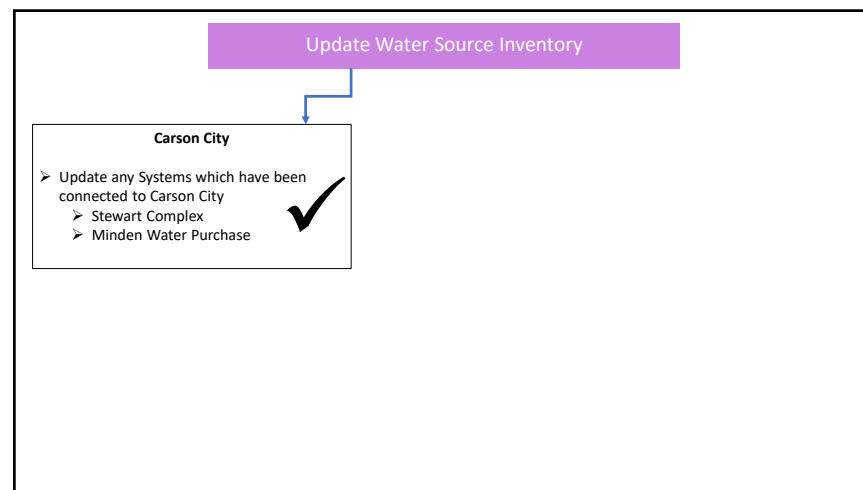 Update Water Source Inventory
Carson City
➢ Update any Systems which have been
connected to Carson City
➢ Stewart Complex
➢ Minden Water Purchase